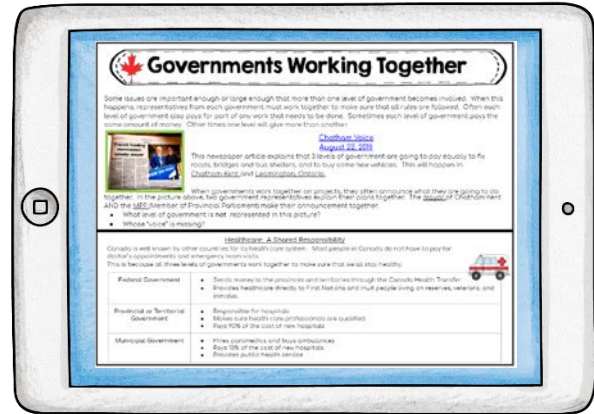 Governments Working Together
Some issues are important enough or large enough that more than one level of government becomes involved. When this
happens, representatives from each government must work together to make sure that all rules are followed. Often each
level of government also pays for part of any work that needs to be done. Sometimes each level of government pays the
same amount of money. Other times one level will give more than another.
Chatham Voice
August 22, 2019
This newspaper article explains that 3 levels of government are going to pay equally to fix
roads, bridges and bus shelters, and to buy some new vehicles. This will happen in
Chatham Kent and Leamington, Ontario.
When governments work together on projects, they often announce what they are going to do
together. In the picture above, two government representatives explain their plans together. The mayor of Chatham Kent
AND the MPP (Member of Provincial Parliament) make their announcement together.
• What level of government is not represented in this picture?
• Whose "voice" is missing?
Healthcare: A Shared Responsibility
Canada is well known by other countries for its health care system. Most people in Canada do not have to pay for
doctor's appointments and emergency room visits.
This is because all three levels of governments work together to make sure that we all stay healthy.
Federal Government
• Sends money to the provinces and territories through the Canada Health Transfer.
• Provides healthcare directly to First Nations and Inuit people living on reserves, veterans, and
inmates.
Provincial or Territorial
Government
• Responsible for hospitals
• Makes sure health care professionals are qualified
• Pays 90% of the cost of new hospitals
Municipal Government
• Hires paramedics and buys ambulances
• Pays 10% of the cost of new hospitals.
• Provides public health service